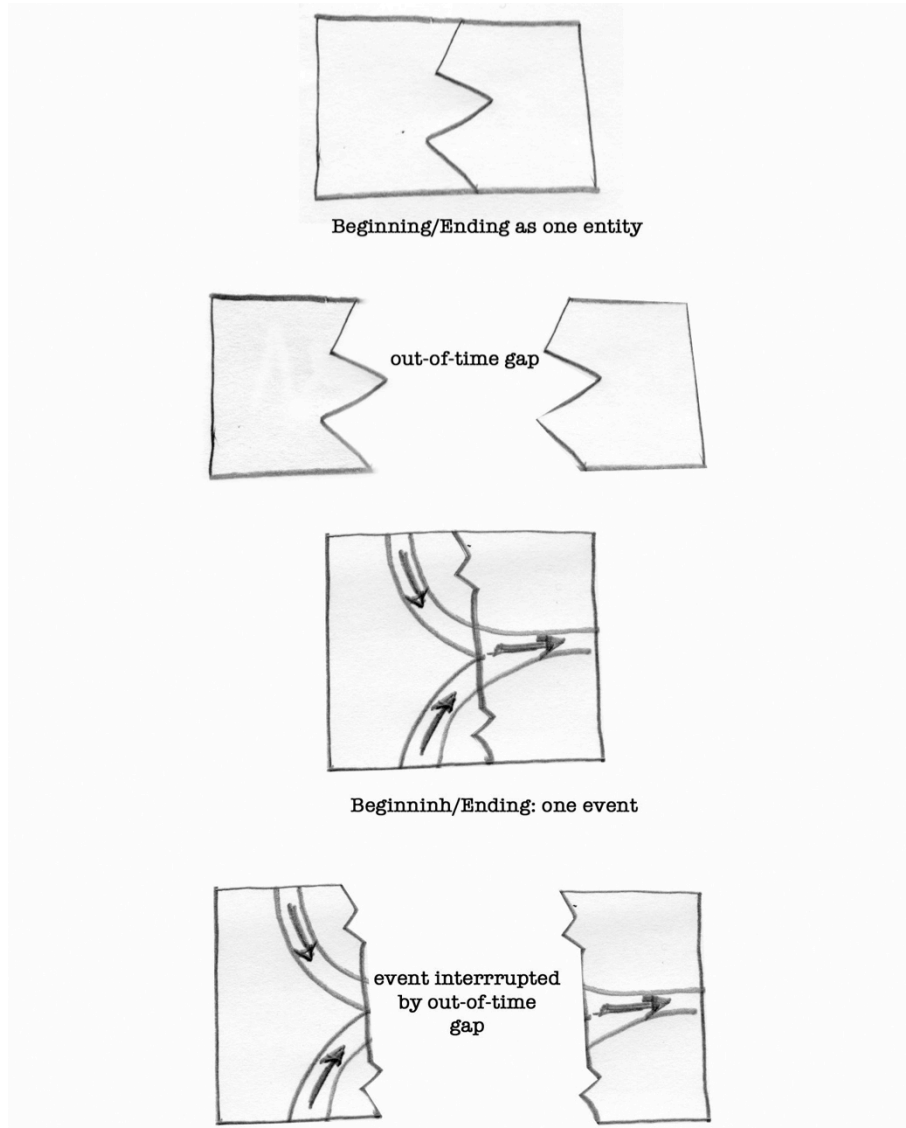 Beginning/Ending as one entity
out-of-time gap
Beginninh/Ending: one event
event interrrupted
by out-of-time
gap